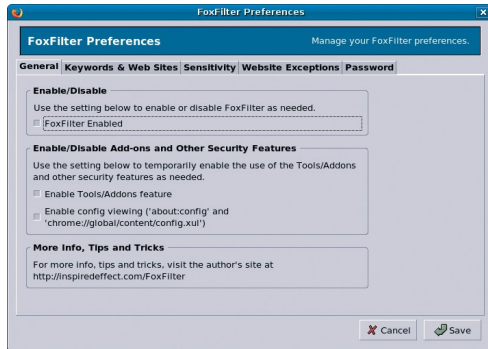 FoxFilter Preferences
FoxFilter Preferences
Manage your FoxFilter preferences.
General Keywords & Web Sites Sensitivity Website Exceptions Password
Enable/Disable
Use the setting below to enable or disable FoxFilter as needed.
FoxFilter Enabled
Enable/Disable Add-ons and Other Security Features
Use the setting below to temporarily enable the use of the Tools/Addons
and other security features as needed.
Enable Tools/Addons feature
Enable config viewing ('about:config' and
'chrome://global/content/config.xul')
More Info, Tips and Tricks
For more info, tips and tricks, visit the author's site at
http://inspiredeffect.com/FoxFilter
Cancel Save